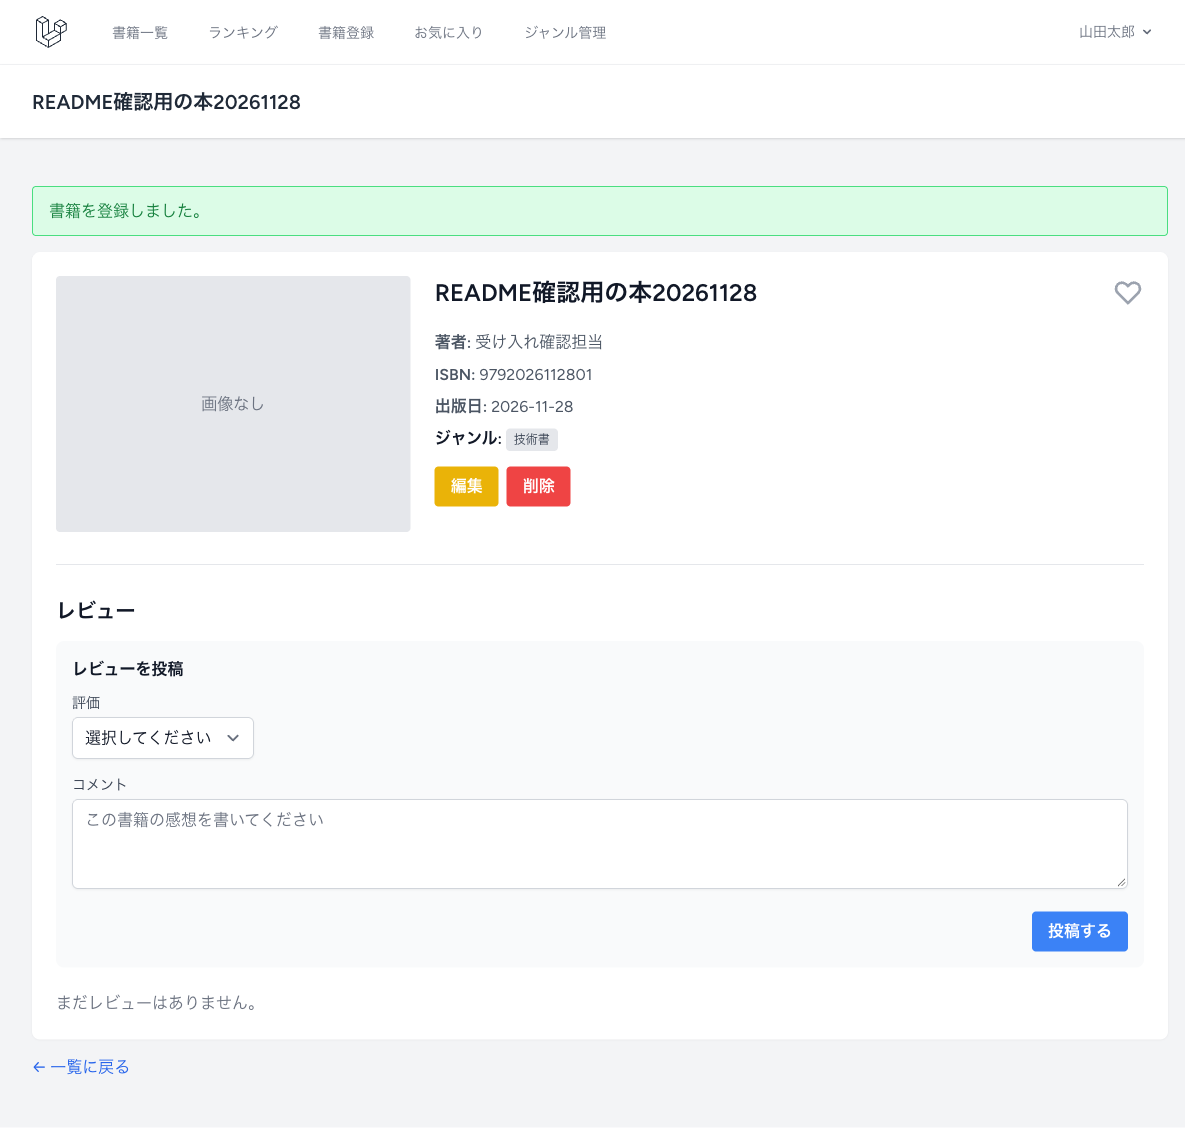 書籍一覧 ランキング 書籍登録 お気に入り ジャンル管理 山田太郎
README確認用の本20261128
書籍を登録しました。
画像なし
README確認用の本20261128
著者: 受け入れ確認担当
ISBN: 9792026112801
出版日: 2026-11-28
ジャンル: 技術書
編集 削除
レビュー
レビューを投稿
評価
選択してください
コメント
この書籍の感想を書いてください
投稿する
まだレビューはありません。
← 一覧に戻る